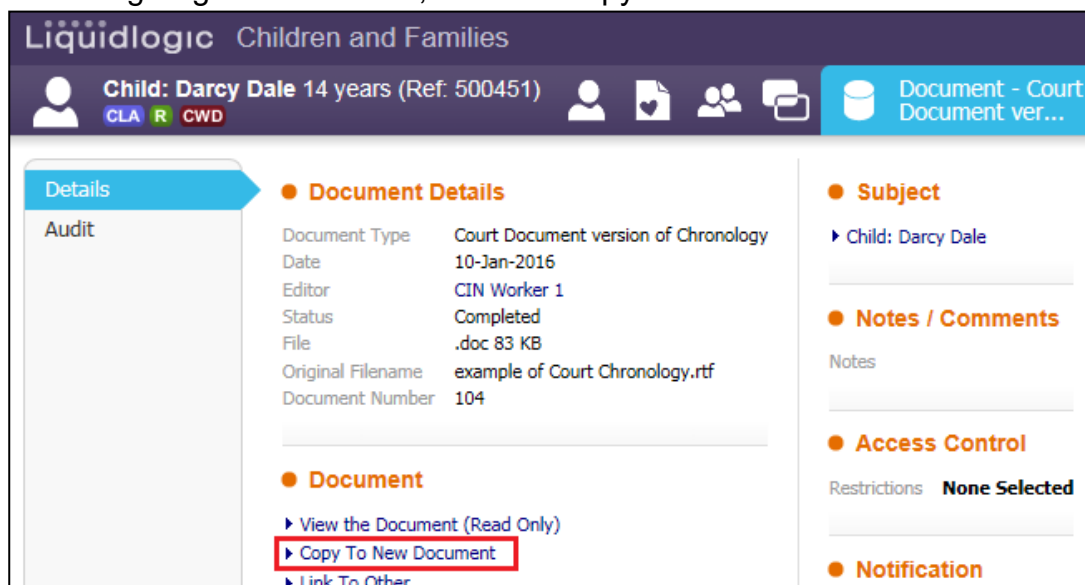 Liquidlogic Children and Families
Child: Darcy Dale 14 years (Ref: 500451)
CLA R CWD
Document - Court
Document ver...
Details
Audit
Document Details
Document Type Court Document version of Chronology
Date 10-Jan-2016
Editor CIN Worker 1
Status Completed
File .doc 83 KB
Original Filename example of Court Chronology.rtf
Document Number 104
Document
View the Document (Read Only)
Copy To New Document
Link To Other
Subject
Child: Darcy Dale
Notes / Comments
Notes
Access Control
Restrictions None Selected
Notification